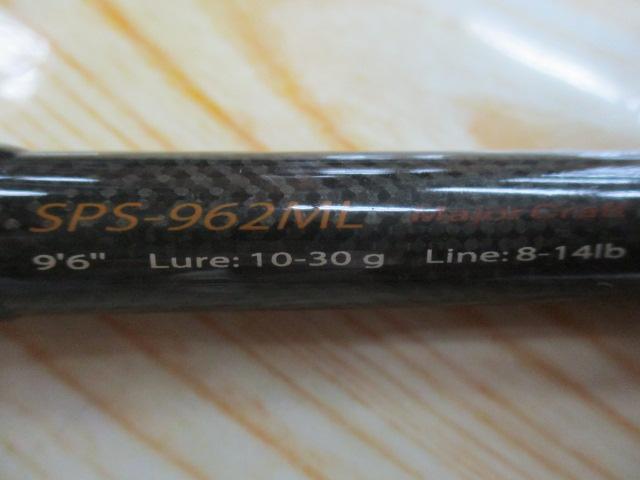 SPS-962ML Major Craft
9'6" Lure: 10-30 g Line: 8-14lb